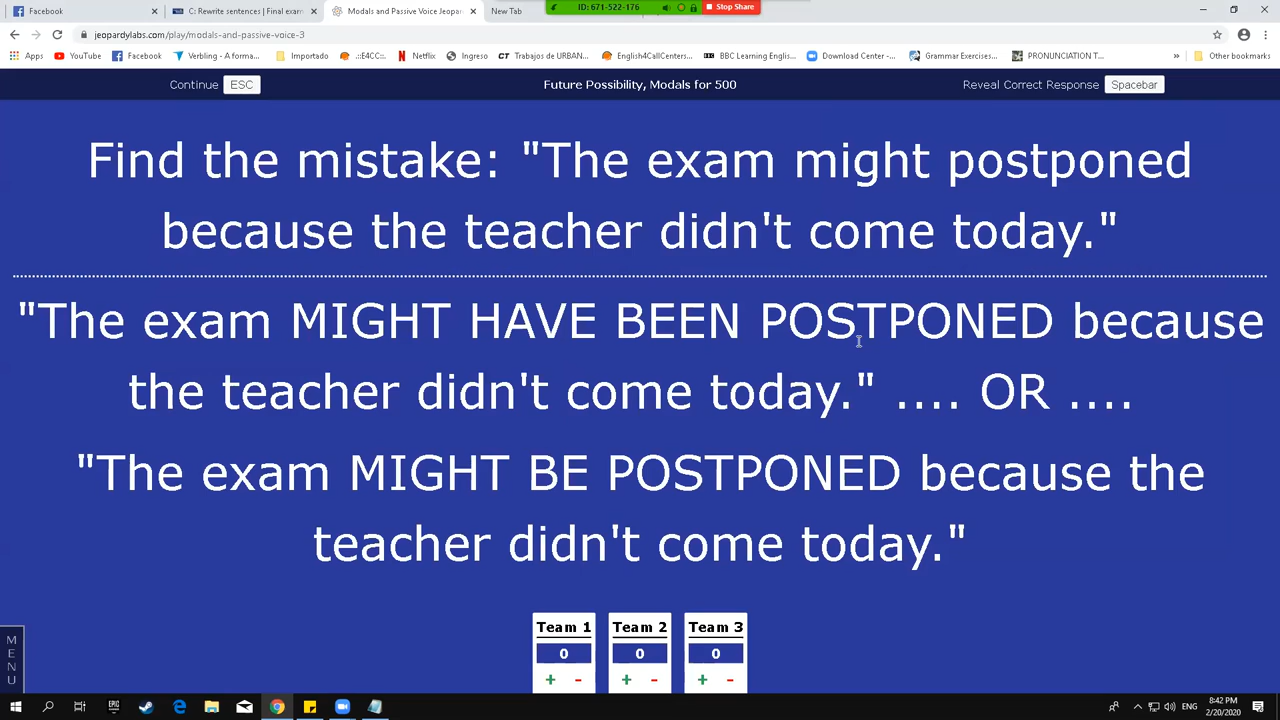 Facebook
C: Rewrite sentences | Final exam
Modals and Passive Voice Jeopar
New Tab
ID: 671-522-176
Stop Share
jeopardylabs.com/play/modals-and-passive-voice-3
Apps
Trabajos de URBAN...
Facebook
Verbling - A forma...
Importado
.::E4CC::.
Netflix
Ingreso
English4CallCenters...
BBC Learning Engli...
Download Center -...
Grammar Exercises...
PRONUNCIATION T...
»
Other bookmarks
Continue ESC
Future Possibility, Modals for 500
Reveal Correct Response Spacebar
Find the mistake: "The exam might postponed
because the teacher didn't come today."
"The exam MIGHT HAVE BEEN POSTPONED because
the teacher didn't come today." .... OR ....
"The exam MIGHT BE POSTPONED because the
teacher didn't come today."
Team 1 Team 2 Team 3
0 0 0
+ - + - + -
MENU
ENG
8:42 PM
2/20/2020